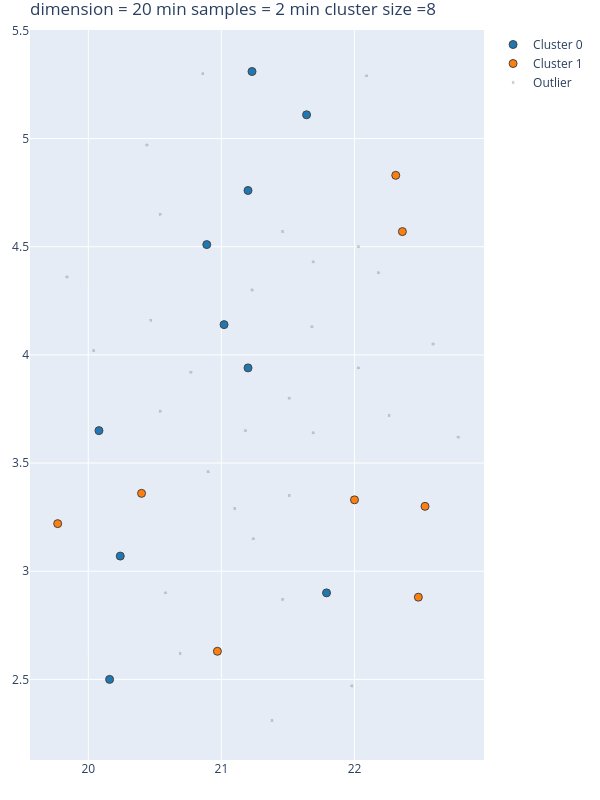 dimension = 20 min samples = 2 min cluster size =8
Cluster 0
Cluster 1
Outlier
5.5
5
4.5
4
3.5
3
2.5
20
21
22